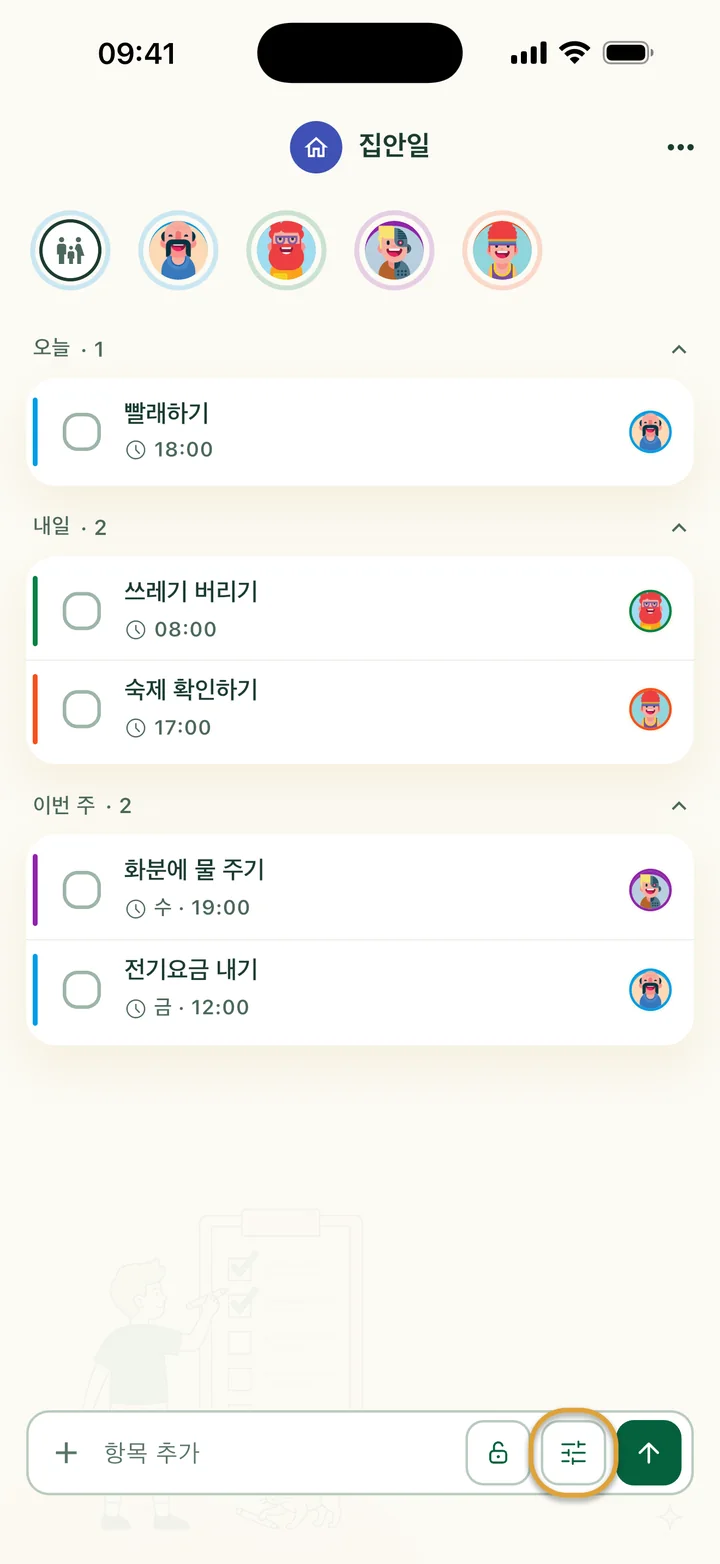 09:41
집안일
오늘 · 1
빨래하기
18:00
내일 · 2
쓰레기 버리기
08:00
숙제 확인하기
17:00
이번 주 · 2
화분에 물 주기
수 · 19:00
전기요금 내기
금 · 12:00
항목 추가